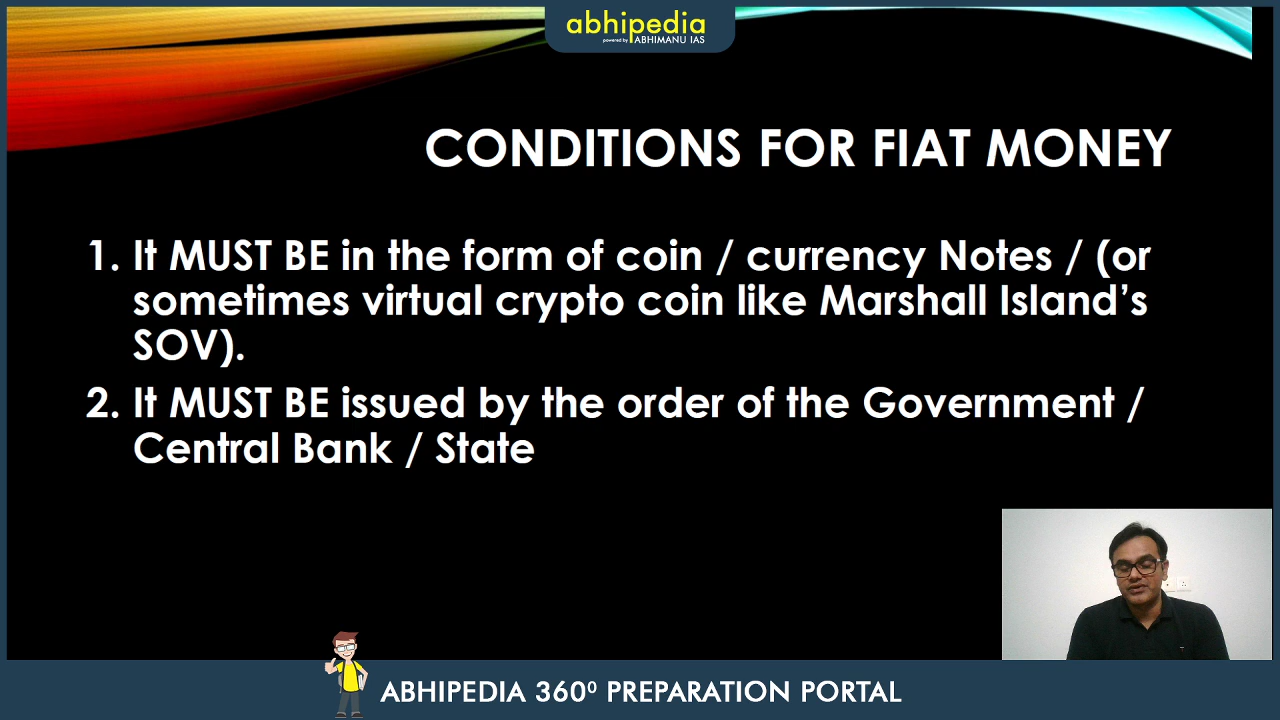 abhipedia
powered by ABHIMANU IAS
CONDITIONS FOR FIAT MONEY
1. It MUST BE in the form of coin / currency Notes / (or
sometimes virtual crypto coin like Marshall Island's
SOV).
2. It MUST BE issued by the order of the Government /
Central Bank / State
ABHIPEDIA 360⁰ PREPARATION PORTAL